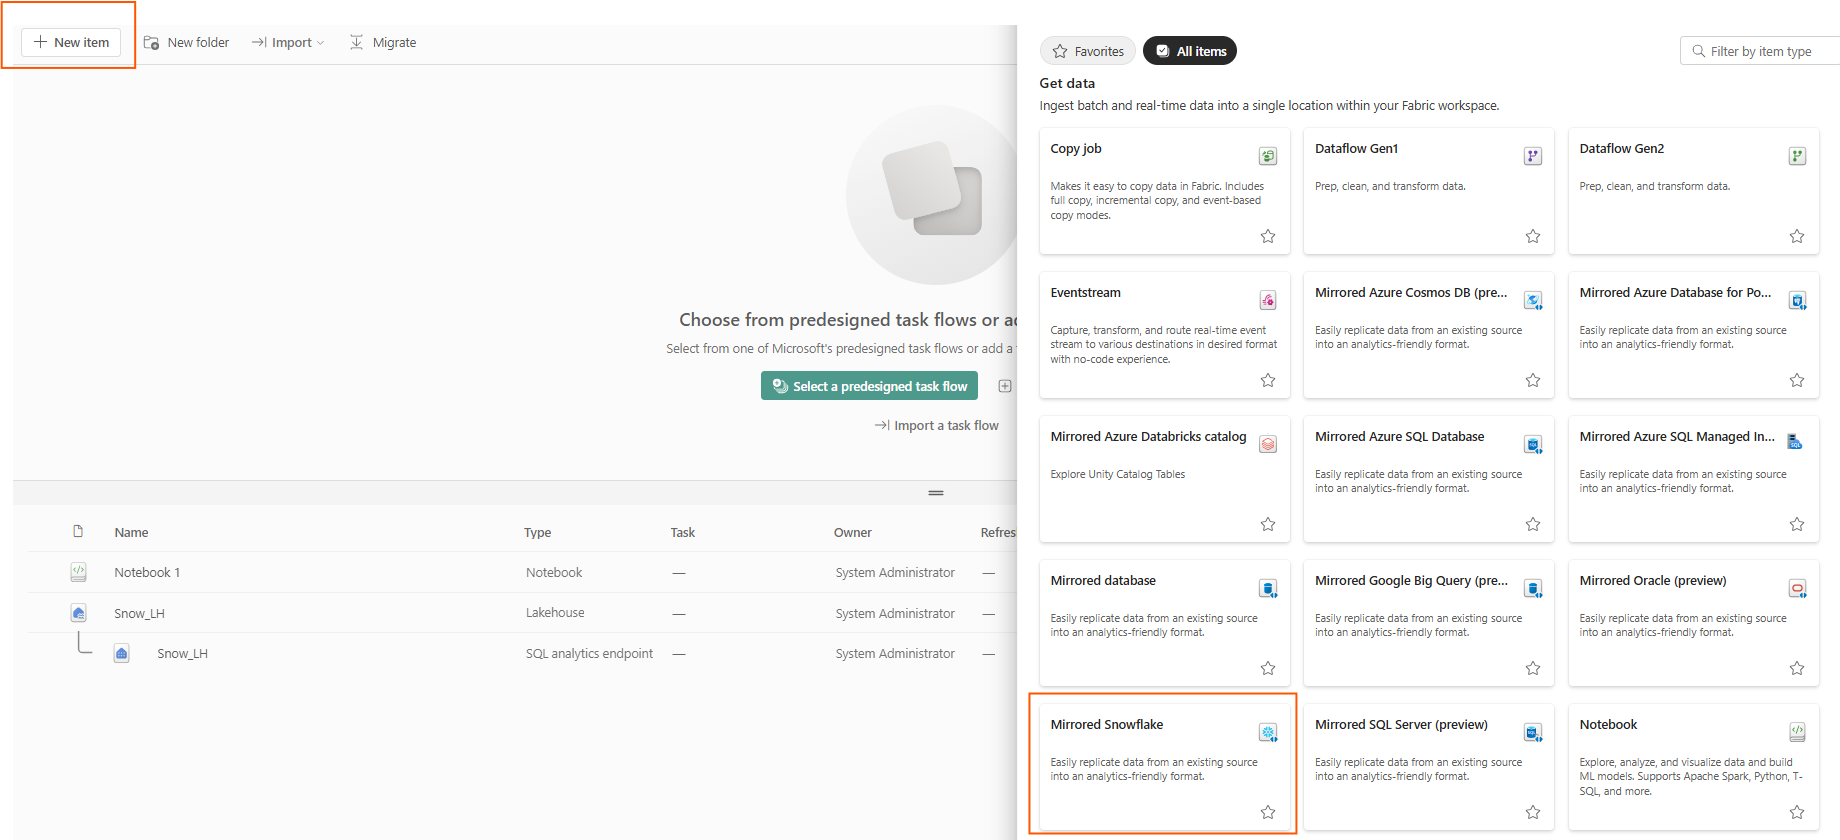 New item
New folder
Import
Migrate
Choose from predesigned task flows or ac
Select from one of Microsoft's predesigned task flows or add a
Select a predesigned task flow
Import a task flow
Name Type Task Owner Refres
Notebook 1 Notebook — System Administrator —
Snow_LH Lakehouse — System Administrator —
Snow_LH SQL analytics endpoint — System Administrator —
Favorites
All items
Filter by item type
Get data
Ingest batch and real-time data into a single location within your Fabric workspace.
Copy job
Makes it easy to copy data in Fabric. Includes
full copy, incremental copy, and event-based
copy modes.
Dataflow Gen1
Prep, clean, and transform data.
Dataflow Gen2
Prep, clean, and transform data.
Eventstream
Capture, transform, and route real-time event
stream to various destinations in desired format
with no-code experience.
Mirrored Azure Cosmos DB (pre...
Easily replicate data from an existing source
into an analytics-friendly format.
Mirrored Azure Database for Po...
Easily replicate data from an existing source
into an analytics-friendly format.
Mirrored Azure Databricks catalog
Explore Unity Catalog Tables
Mirrored Azure SQL Database
Easily replicate data from an existing source
into an analytics-friendly format.
Mirrored Azure SQL Managed In...
Easily replicate data from an existing source
into an analytics-friendly format.
Mirrored database
Easily replicate data from an existing source
into an analytics-friendly format.
Mirrored Google Big Query (pre...
Easily replicate data from an existing source
into an analytics-friendly format.
Mirrored Oracle (preview)
Easily replicate data from an existing source
into an analytics-friendly format.
Mirrored Snowflake
Easily replicate data from an existing source
into an analytics-friendly format.
Mirrored SQL Server (preview)
Easily replicate data from an existing source
into an analytics-friendly format.
Notebook
Explore, analyze, and visualize data and build
ML models. Supports Apache Spark, Python, T-
SQL, and more.